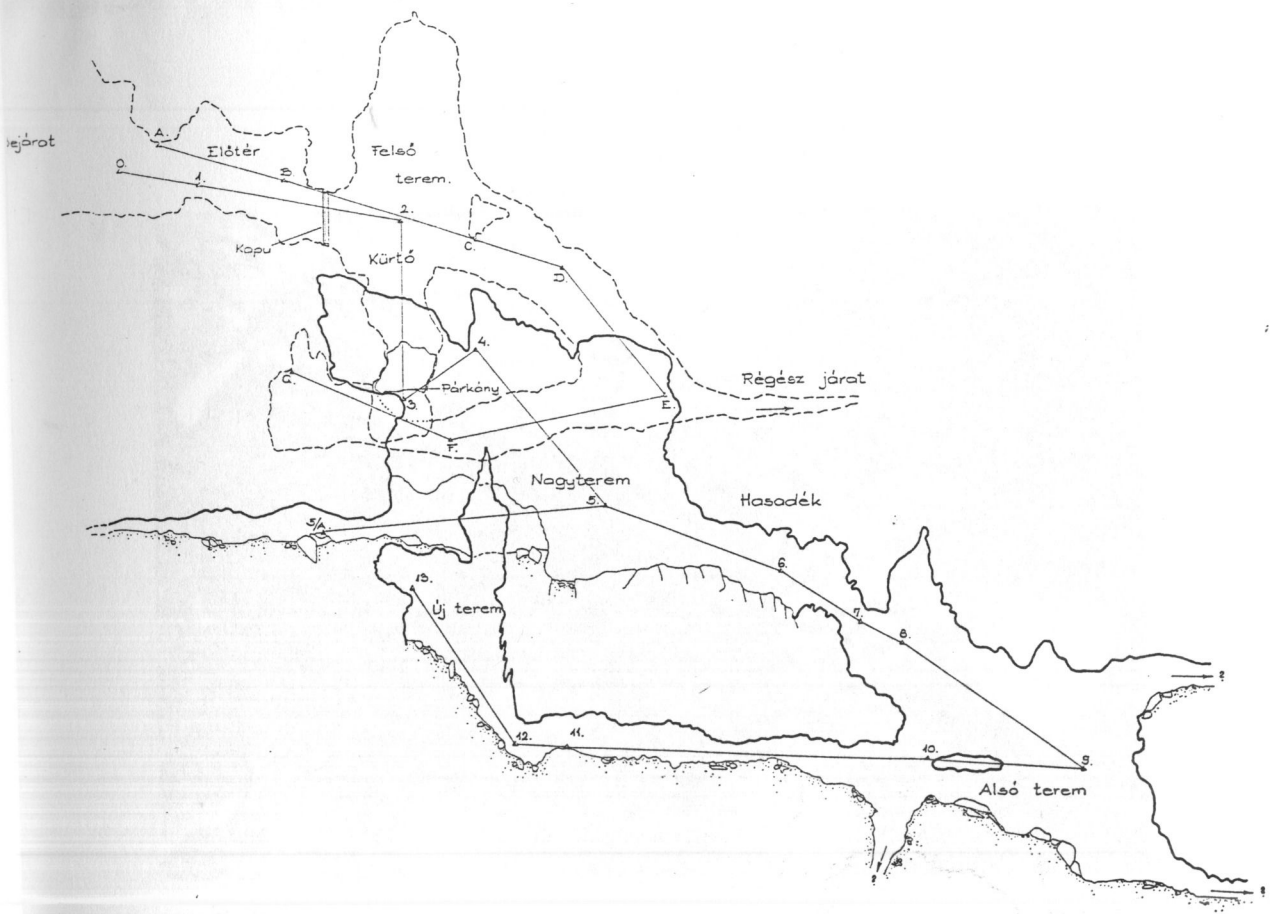 A.
ejárat
Előtér
Felső
terem.
0.
1.
B.
2.
C.
Kapu
Kürtő
D.
4.
G.
Párkány
3.
Régész járat
E.
F.
Nagyterem
5.
Hasadék
5/A.
6.
13.
Új terem
7.
8.
?
12.
11.
10.
9.
Alsó terem
?
?